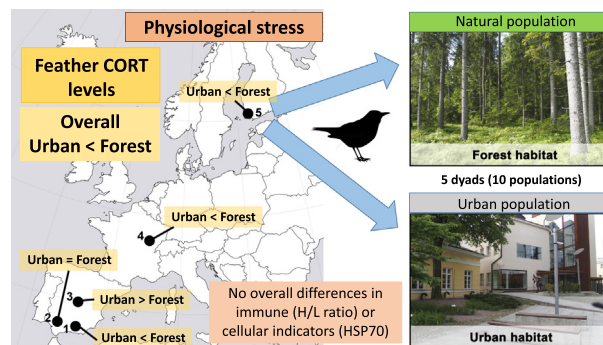 Physiological stress
Feather CORT
levels
Overall
Urban < Forest
Urban < Forest
5
4
Urban < Forest
Urban = Forest
3
Urban > Forest
2
1
Urban < Forest
No overall differences in
immune (H/L ratio) or
cellular indicators (HSP70)
Natural population
Forest habitat
5 dyads (10 populations)
Urban population
Urban habitat